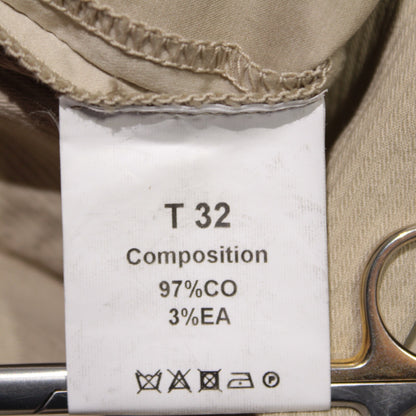 T 32
Composition
97%CO
3%EA
P